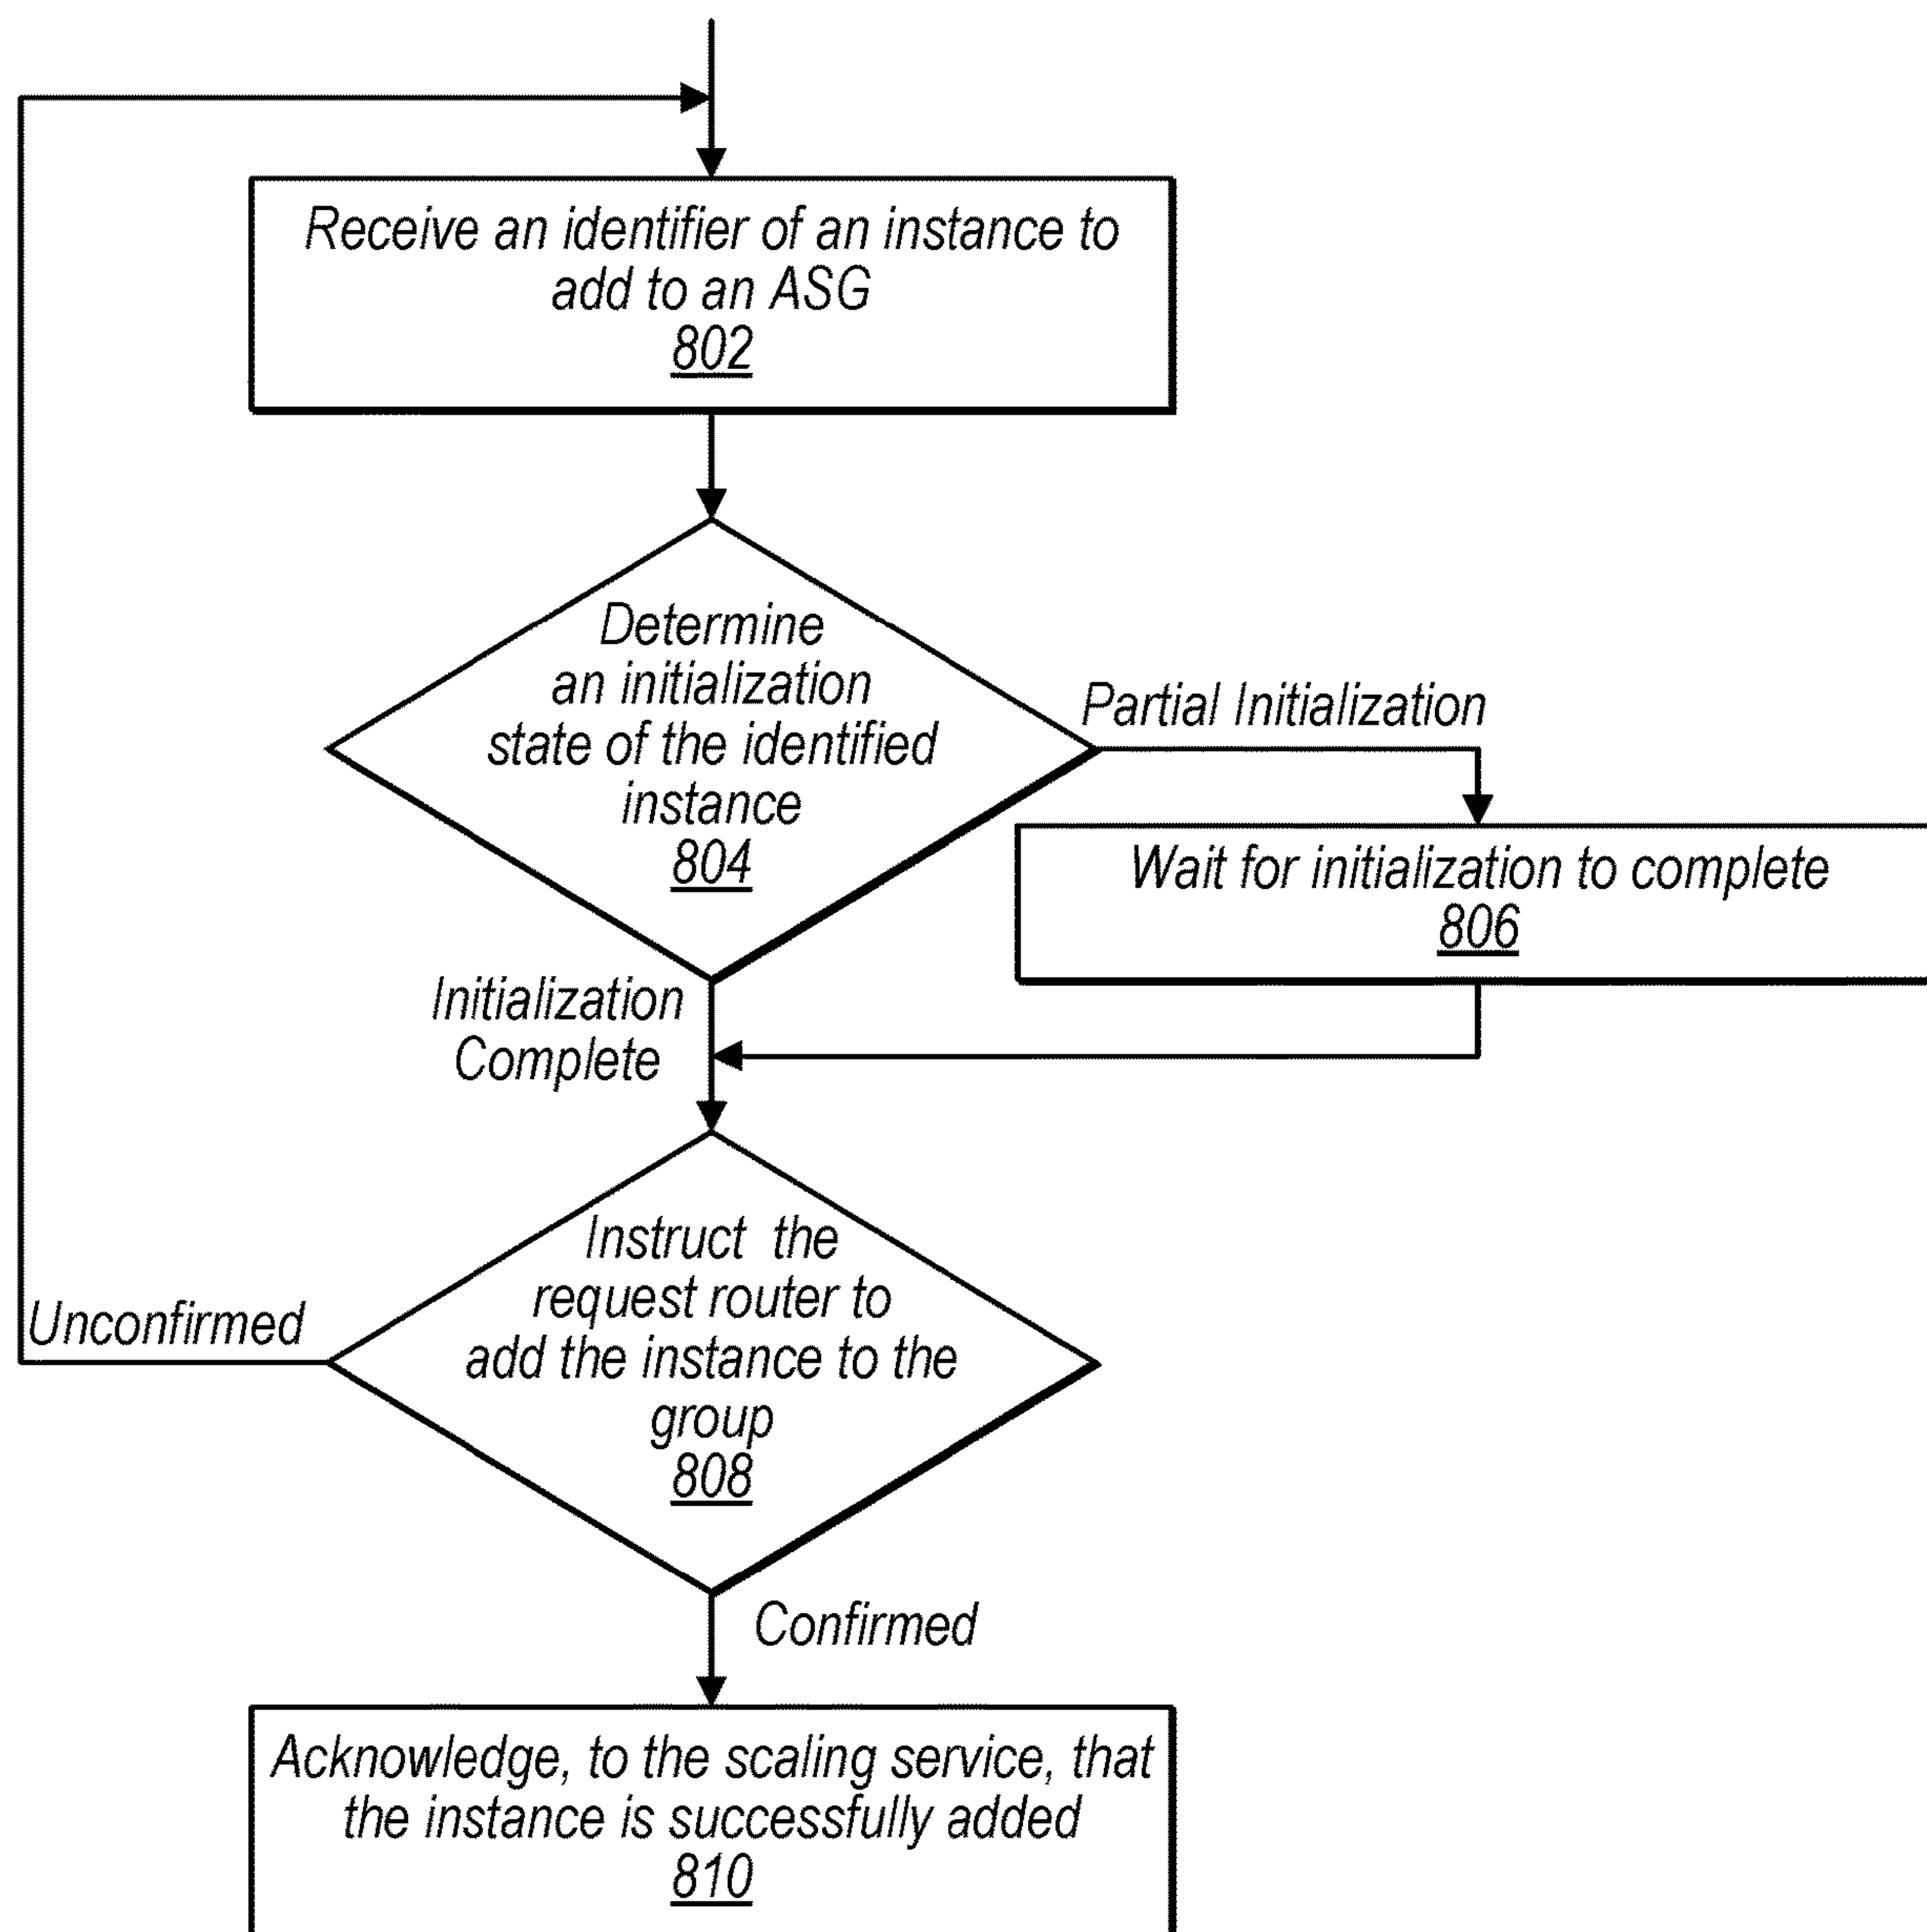 Receive an identifier of an instance to
add to an ASG
802
Determine
an initialization
state of the identified
instance
804
Partial Initialization
Wait for initialization to complete
806
Initialization
Complete
Instruct the
request router to
add the instance to the
group
808
Unconfirmed
Confirmed
Acknowledge, to the scaling service, that
the instance is successfully added
810